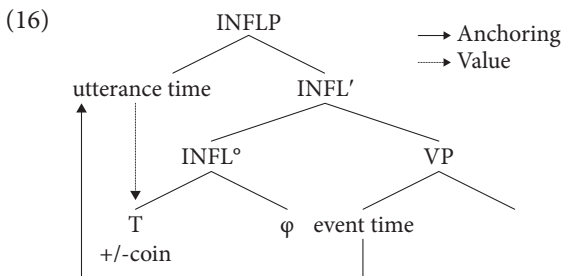 (16)
INFLP
Anchoring
Value
utterance time INFL′
INFL° VP
T φ event time
+/-coin